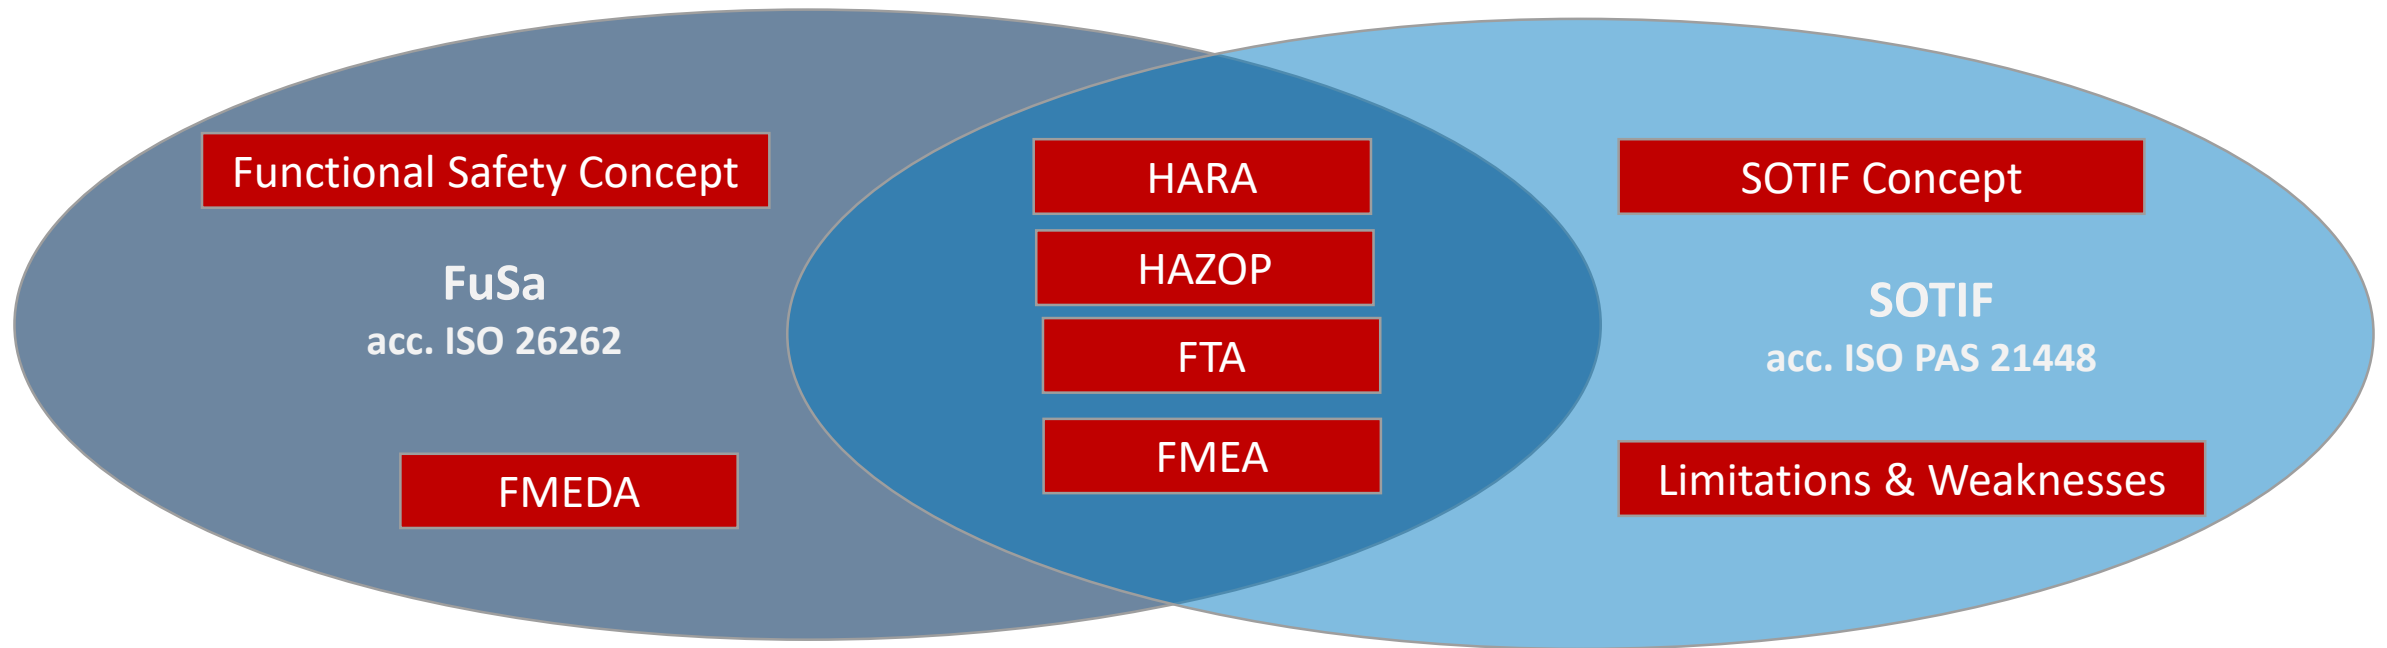 Functional Safety Concept
FuSa
acc. ISO 26262
FMEDA
HARA
HAZOP
FTA
FMEA
SOTIF Concept
SOTIF
acc. ISO PAS 21448
Limitations & Weaknesses